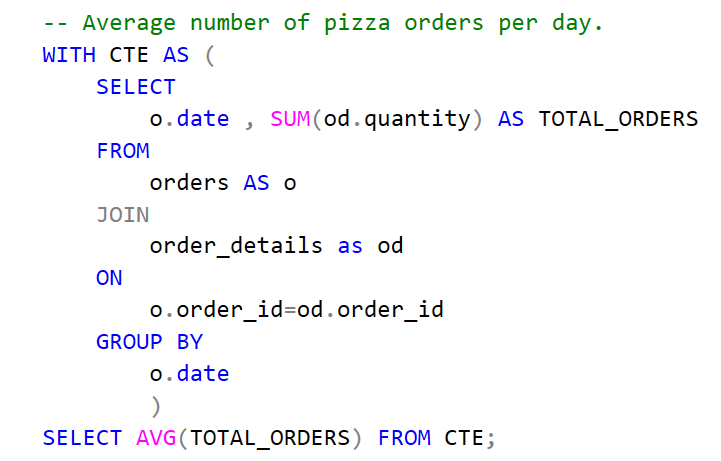 -- Average number of pizza orders per day.
WITH CTE AS (
SELECT
o.date , SUM(od.quantity) AS TOTAL_ORDERS
FROM
orders AS o
JOIN
order_details as od
ON
o.order_id=od.order_id
GROUP BY
o.date
)
SELECT AVG(TOTAL_ORDERS) FROM CTE;